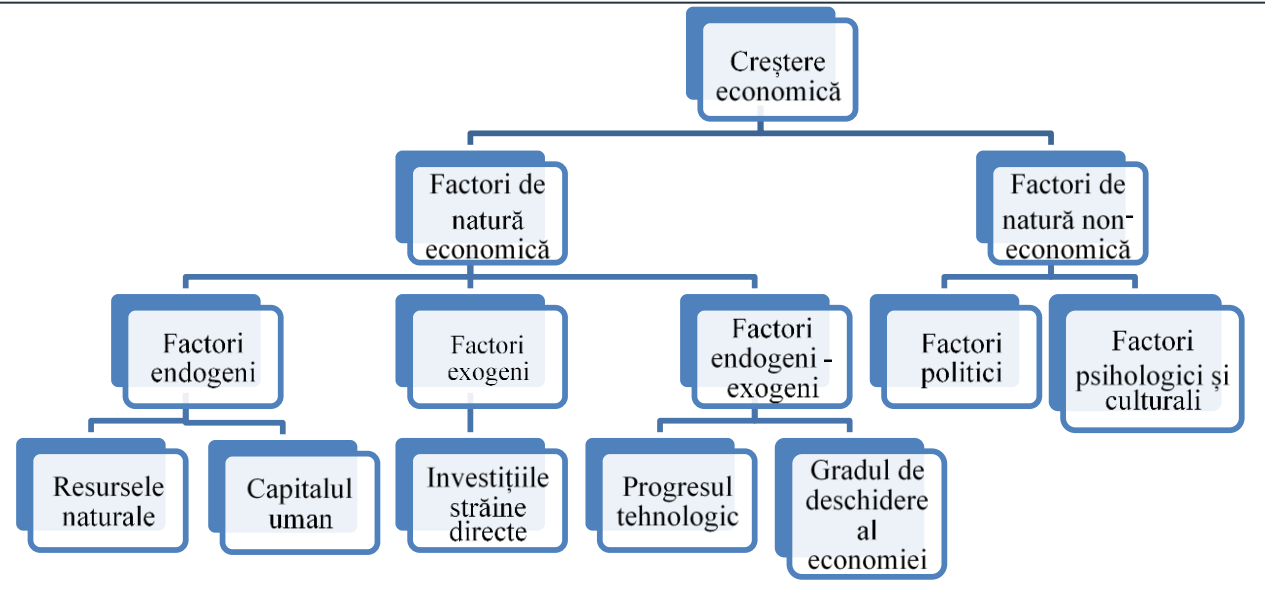 Creștere
economică
Factori de
natură
economică
Factori de
natură non-
economică
Factori
endogeni
Factori
exogeni
Factori
endogeni -
exogeni
Factori
politici
Factori
psihologici și
culturali
Resursele
naturale
Capitalul
uman
Investițiile
străine
directe
Progresul
tehnologic
Gradul de
deschidere
al
economiei